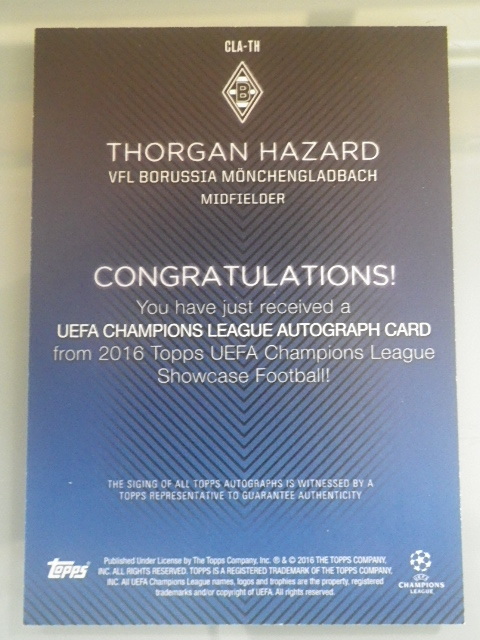 CLA-TH
B
THORGAN HAZARD
VFL BORUSSIA MÖNCHENGLADBACH
MIDFIELDER
CONGRATULATIONS!
You have just received a
UEFA CHAMPIONS LEAGUE AUTOGRAPH CARD
from 2016 Topps UEFA Champions League
Showcase Football!
THE SIGING OF ALL TOPPS AUTOGRAPHS IS WITNESSED BY A
TOPPS REPRESENTATIVE TO GUARANTEE AUTHENTICITY
topps
Published Under License by The Topps Company, Inc. ® & © 2016 THE TOPPS COMPANY,
INC. ALL RIGHTS RESERVED. TOPPS IS A REGISTERED TRADEMARK OF THE TOPPS COMPANY,
INC. All UEFA Champions League names, logos and trophies are the property, registered
trademarks and/or copyright of UEFA. All rights reserved.
UEFA
CHAMPIONS
LEAGUE